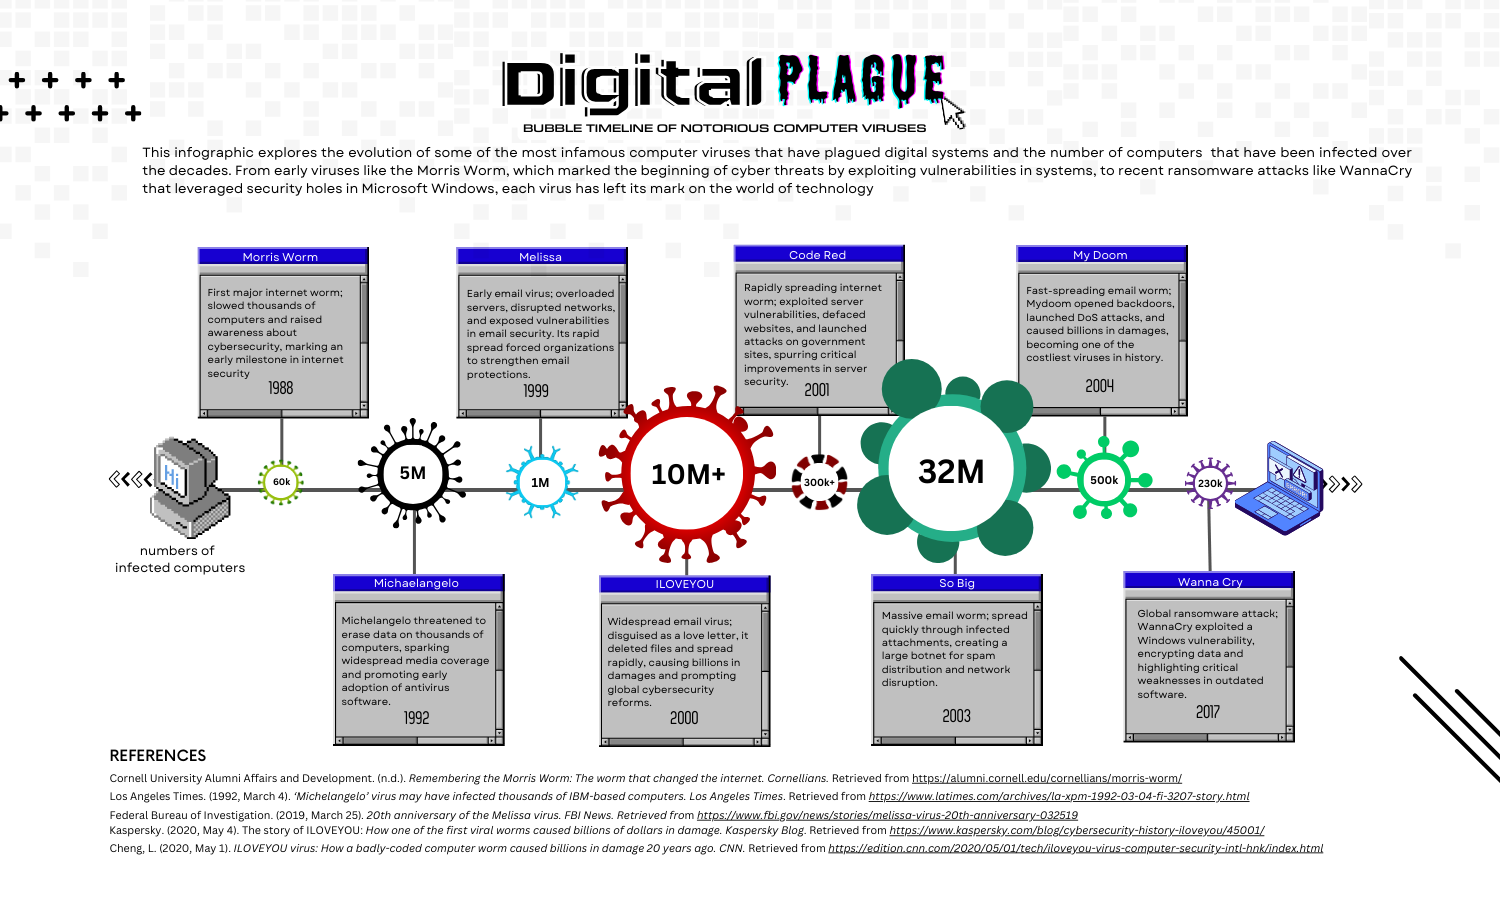 Digital PLAGUE
BUBBLE TIMELINE OF NOTORIOUS COMPUTER VIRUSES
This infographic explores the evolution of some of the most infamous computer viruses that have plagued digital systems and the number of computers that have been infected over
the decades. From early viruses like the Morris Worm, which marked the beginning of cyber threats by exploiting vulnerabilities in systems, to recent ransomware attacks like WannaCry
that leveraged security holes in Microsoft Windows, each virus has left its mark on the world of technology
Morris Worm
First major internet worm;
slowed thousands of
computers and raised
awareness about
cybersecurity, marking an
early milestone in internet
security
1988
Melissa
Early email virus; overloaded
servers, disrupted networks,
and exposed vulnerabilities
in email security. Its rapid
spread forced organizations
to strengthen email
protections.
1999
Code Red
Rapidly spreading internet
worm; exploited server
vulnerabilities, defaced
websites, and launched
attacks on government
sites, spurring critical
improvements in server
security.
2001
My Doom
Fast-spreading email worm;
Mydoom opened backdoors,
launched DoS attacks, and
caused billions in damages,
becoming one of the
costliest viruses in history.
2004
Hi
60k
5M
1M
10M+
300k+
32M
500k
230k
numbers of
infected computers
Michaelangelo
Michelangelo threatened to
erase data on thousands of
computers, sparking
widespread media coverage
and promoting early
adoption of antivirus
software.
1992
ILOVEYOU
Widespread email virus;
disguised as a love letter, it
deleted files and spread
rapidly, causing billions in
damages and prompting
global cybersecurity
reforms.
2000
So Big
Massive email worm; spread
quickly through infected
attachments, creating a
large botnet for spam
distribution and network
disruption.
2003
Wanna Cry
Global ransomware attack;
WannaCry exploited a
Windows vulnerability,
encrypting data and
highlighting critical
weaknesses in outdated
software.
2017
REFERENCES
Cornell University Alumni Affairs and Development. (n.d.). Remembering the Morris Worm: The worm that changed the internet. Cornellians. Retrieved from https://alumni.cornell.edu/cornellians/morris-worm/
Los Angeles Times. (1992, March 4). ‘Michelangelo’ virus may have infected thousands of IBM-based computers. Los Angeles Times. Retrieved from https://www.latimes.com/archives/la-xpm-1992-03-04-fi-3207-story.html
Federal Bureau of Investigation. (2019, March 25). 20th anniversary of the Melissa virus. FBI News. Retrieved from https://www.fbi.gov/news/stories/melissa-virus-20th-anniversary-032519
Kaspersky. (2020, May 4). The story of ILOVEYOU: How one of the first viral worms caused billions of dollars in damage. Kaspersky Blog. Retrieved from https://www.kaspersky.com/blog/cybersecurity-history-iloveyou/45001/
Cheng, L. (2020, May 1). ILOVEYOU virus: How a badly-coded computer worm caused billions in damage 20 years ago. CNN. Retrieved from https://edition.cnn.com/2020/05/01/tech/iloveyou-virus-computer-security-intl-hnk/index.html